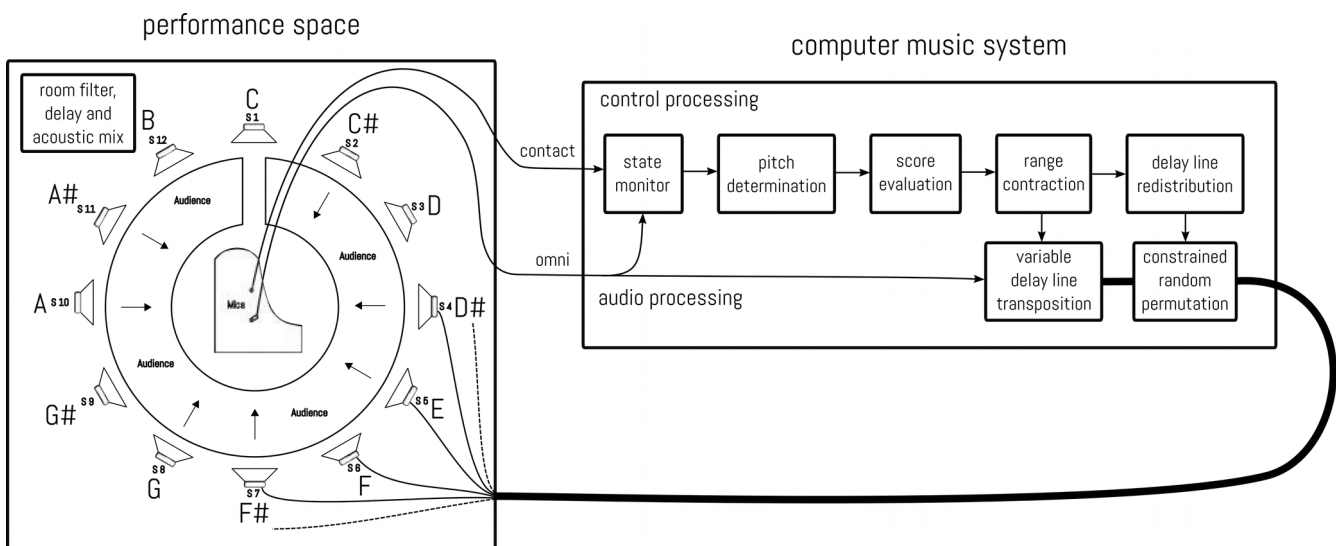 performance space
computer music system
room filter,
delay and
acoustic mix
control processing
C
S1
B
S12
C#
S2
A#
S11
S3 D
A S10
S4 D#
G# S9
S5 E
S8
G
S7
F#
S6
F
Audience
Audience
Audience
Audience
Mics
contact
omni
state
monitor
pitch
determination
score
evaluation
range
contraction
delay line
redistribution
audio processing
variable
delay line
transposition
constrained
random
permutation